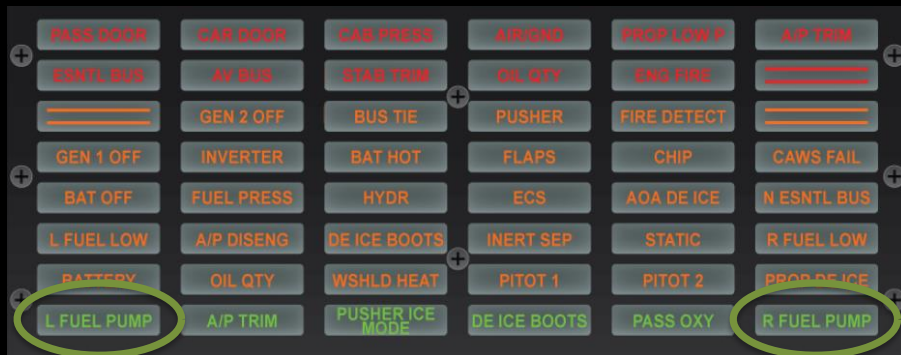 PASS DOOR CAR DOOR CAB PRESS AIR/GND PROP LOW P A/P TRIM
ESNTL BUS AV BUS STAB TRIM OIL QTY ENG FIRE
GEN 2 OFF BUS TIE PUSHER FIRE DETECT
GEN 1 OFF INVERTER BAT HOT FLAPS CHIP CAWS FAIL
BAT OFF FUEL PRESS HYDR ECS AOA DE ICE N ESNTL BUS
L FUEL LOW A/P DISENG DE ICE BOOTS INERT SEP STATIC R FUEL LOW
BATTERY OIL QTY WSHLD HEAT PITOT 1 PITOT 2 PROP DE ICE
L FUEL PUMP A/P TRIM PUSHER ICE MODE DE ICE BOOTS PASS OXY R FUEL PUMP